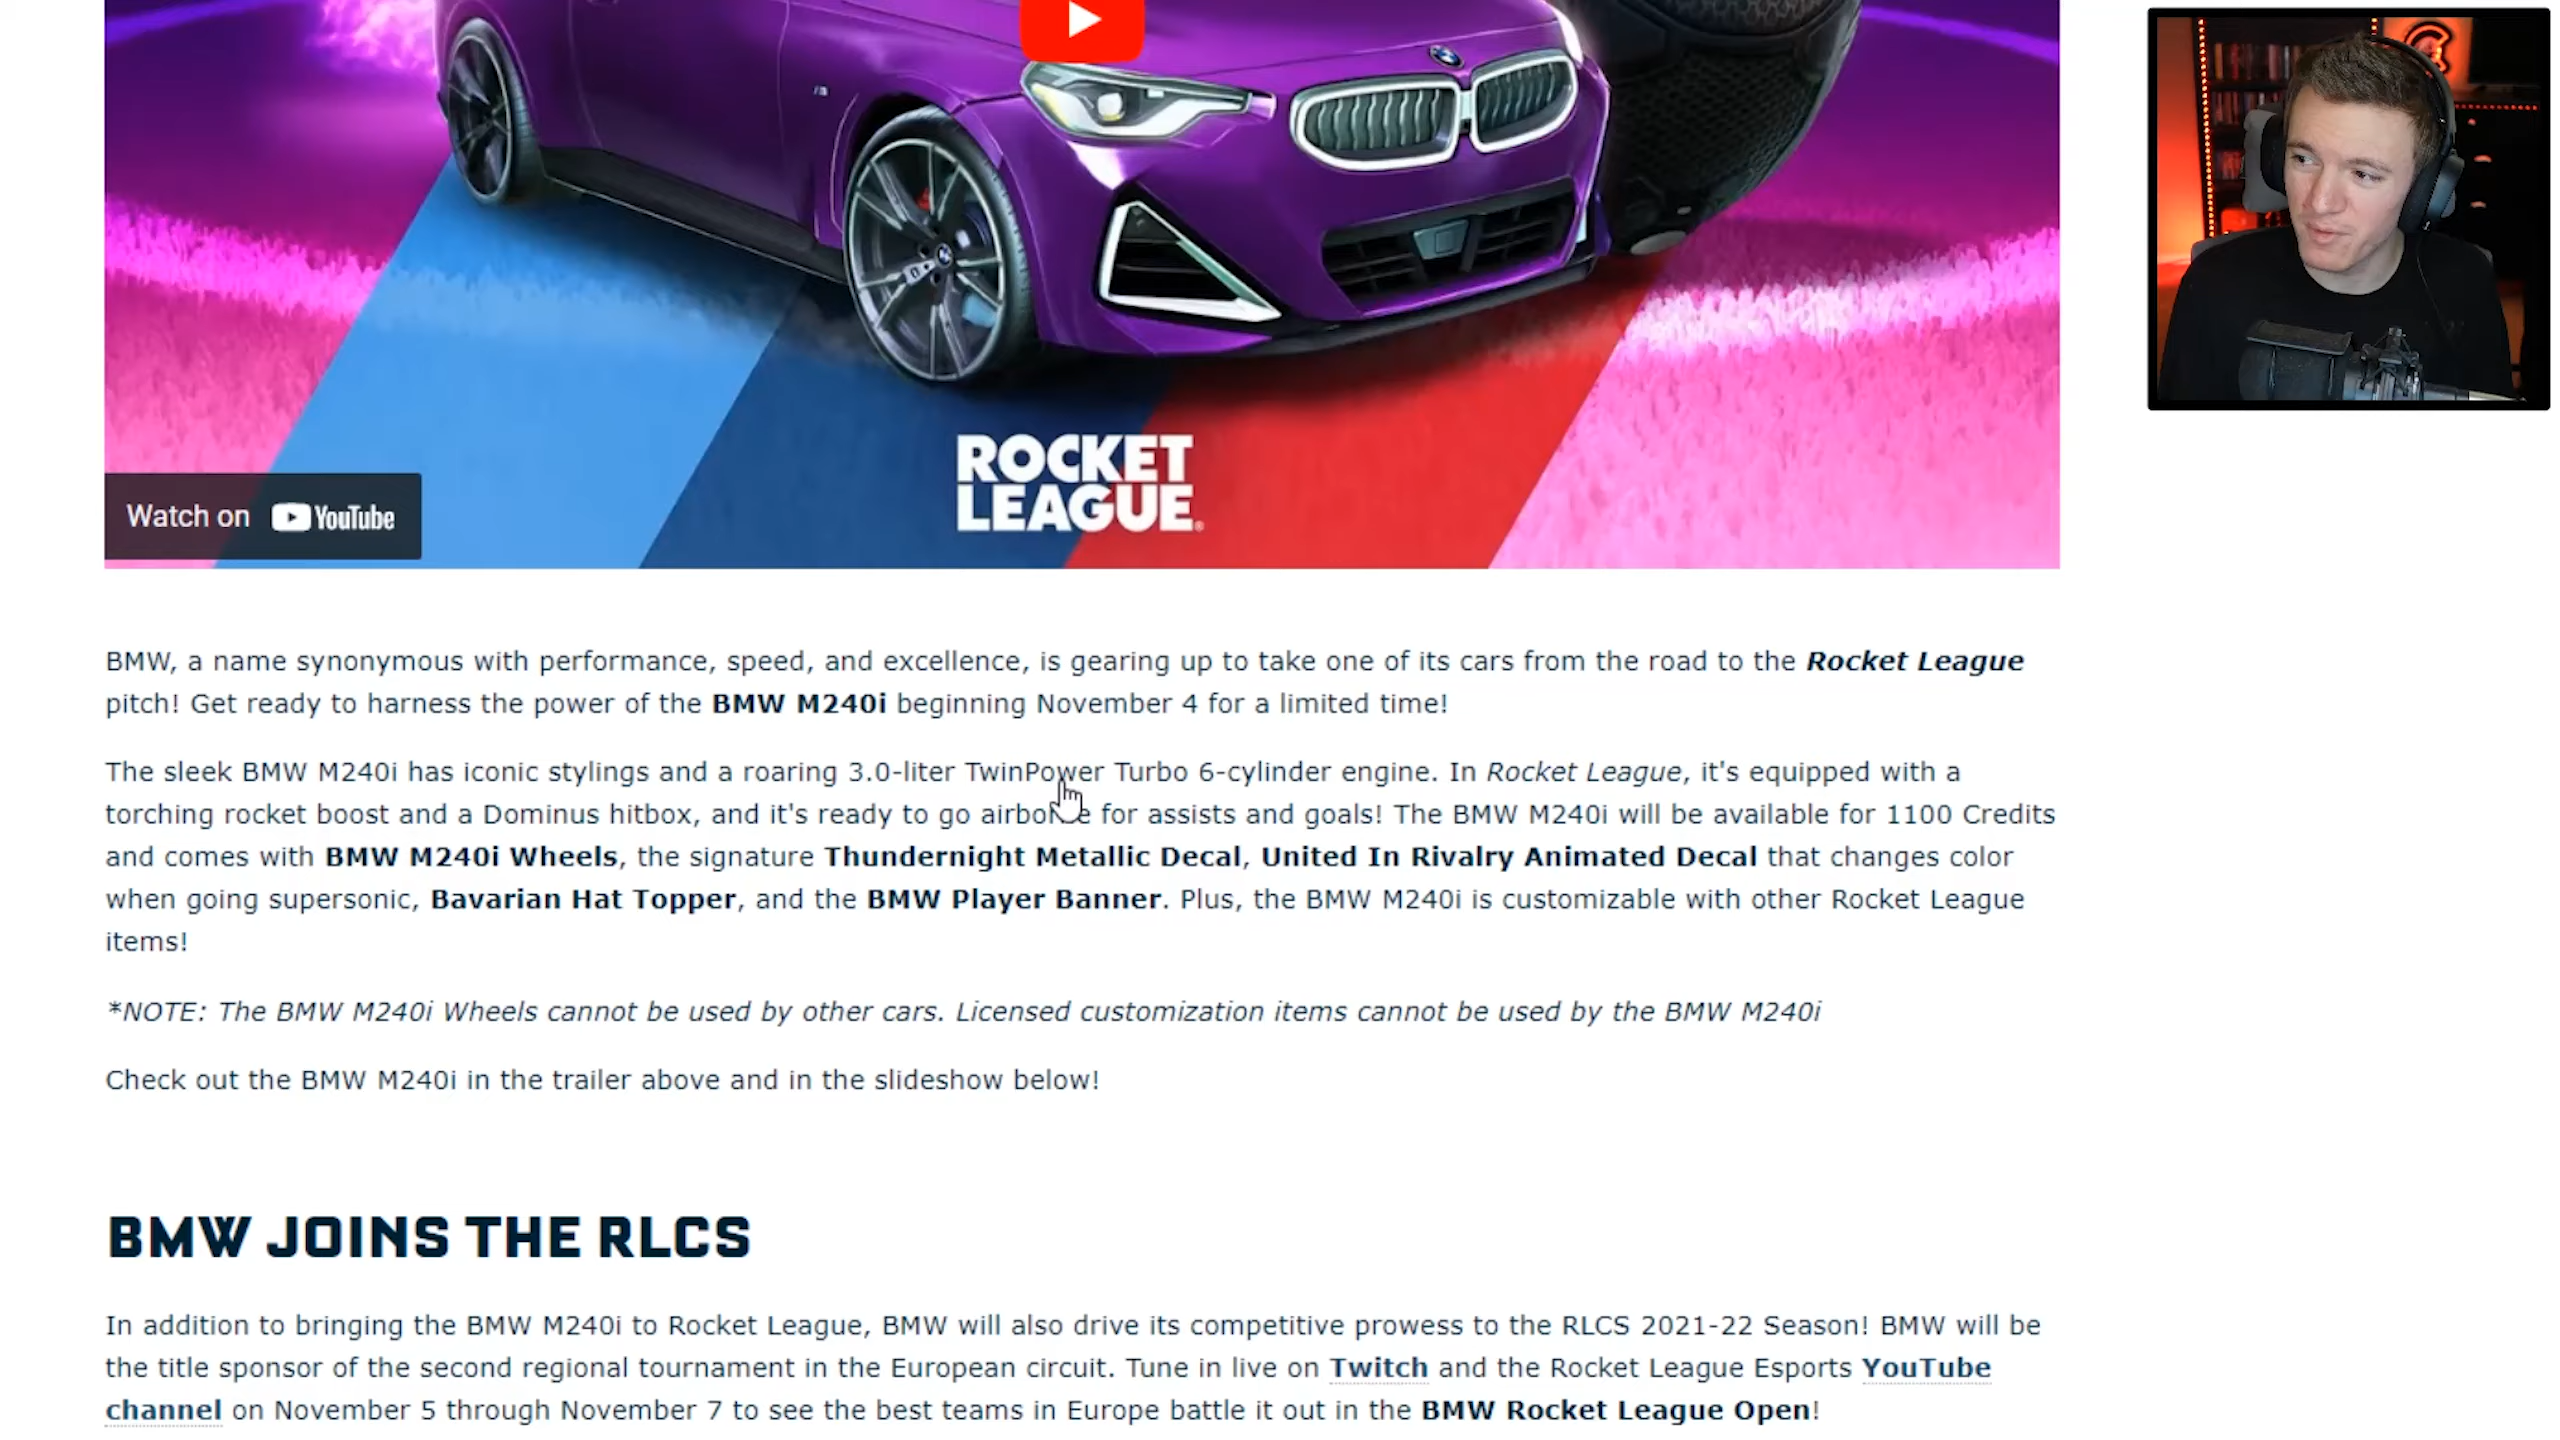 ROCKET
LEAGUE
Watch on YouTube
BMW, a name synonymous with performance, speed, and excellence, is gearing up to take one of its cars from the road to the Rocket League
pitch! Get ready to harness the power of the BMW M240i beginning November 4 for a limited time!
The sleek BMW M240i has iconic stylings and a roaring 3.0-liter TwinPower Turbo 6-cylinder engine. In Rocket League, it's equipped with a
torching rocket boost and a Dominus hitbox, and it's ready to go airborne for assists and goals! The BMW M240i will be available for 1100 Credits
and comes with BMW M240i Wheels, the signature Thundernight Metallic Decal, United In Rivalry Animated Decal that changes color
when going supersonic, Bavarian Hat Topper, and the BMW Player Banner. Plus, the BMW M240i is customizable with other Rocket League
items!
*NOTE: The BMW M240i Wheels cannot be used by other cars. Licensed customization items cannot be used by the BMW M240i
Check out the BMW M240i in the trailer above and in the slideshow below!
BMW JOINS THE RLCS
In addition to bringing the BMW M240i to Rocket League, BMW will also drive its competitive prowess to the RLCS 2021-22 Season! BMW will be
the title sponsor of the second regional tournament in the European circuit. Tune in live on Twitch and the Rocket League Esports YouTube
channel on November 5 through November 7 to see the best teams in Europe battle it out in the BMW Rocket League Open!